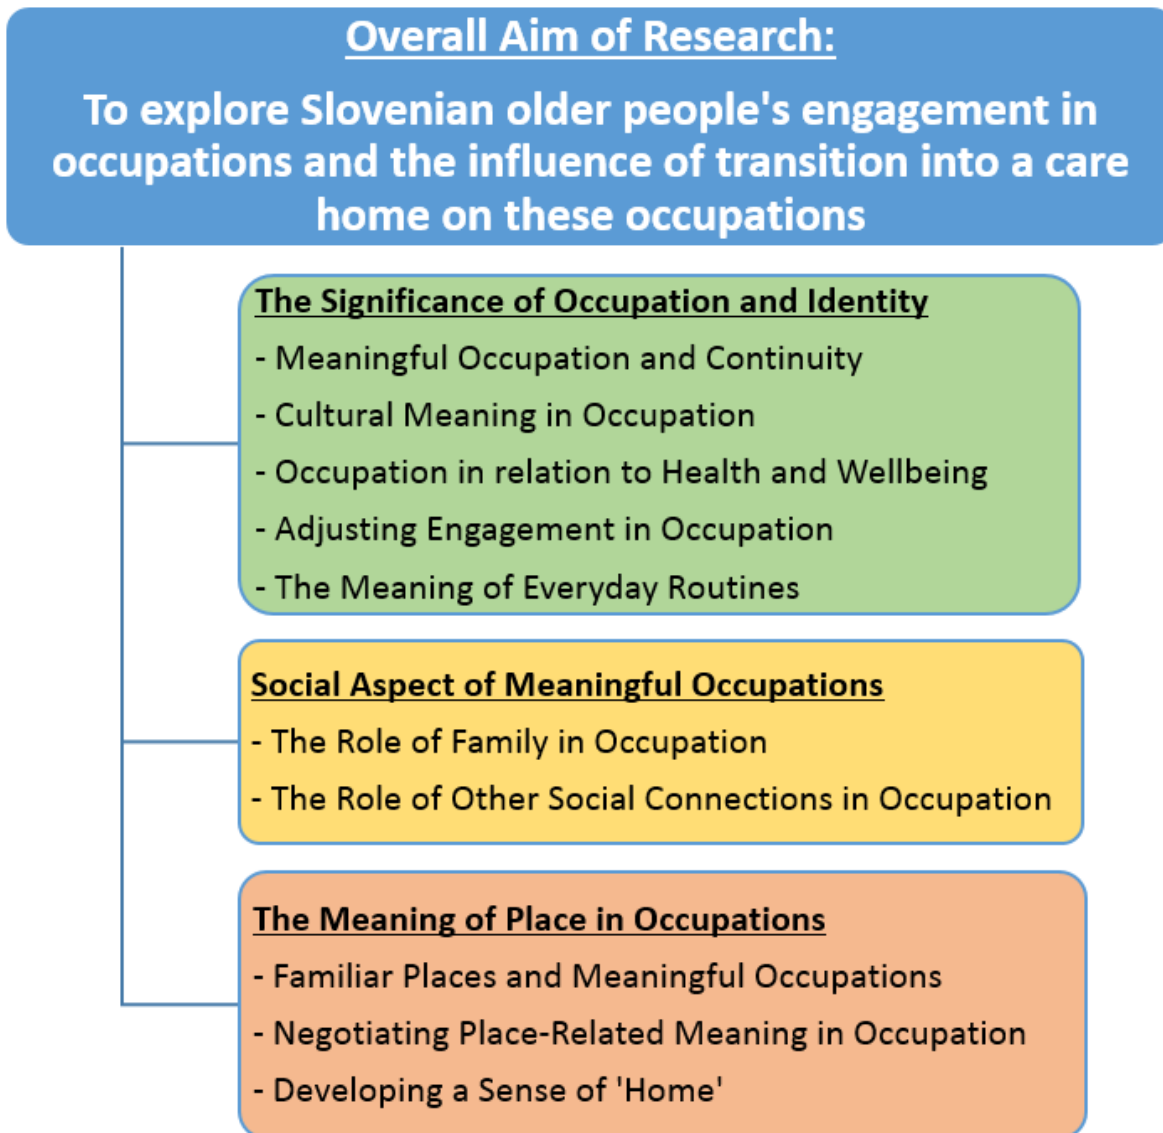 Overall Aim of Research:
To explore Slovenian older people's engagement in
occupations and the influence of transition into a care
home on these occupations
The Significance of Occupation and Identity
- Meaningful Occupation and Continuity
- Cultural Meaning in Occupation
- Occupation in relation to Health and Wellbeing
- Adjusting Engagement in Occupation
- The Meaning of Everyday Routines
Social Aspect of Meaningful Occupations
- The Role of Family in Occupation
- The Role of Other Social Connections in Occupation
The Meaning of Place in Occupations
- Familiar Places and Meaningful Occupations
- Negotiating Place-Related Meaning in Occupation
- Developing a Sense of 'Home'